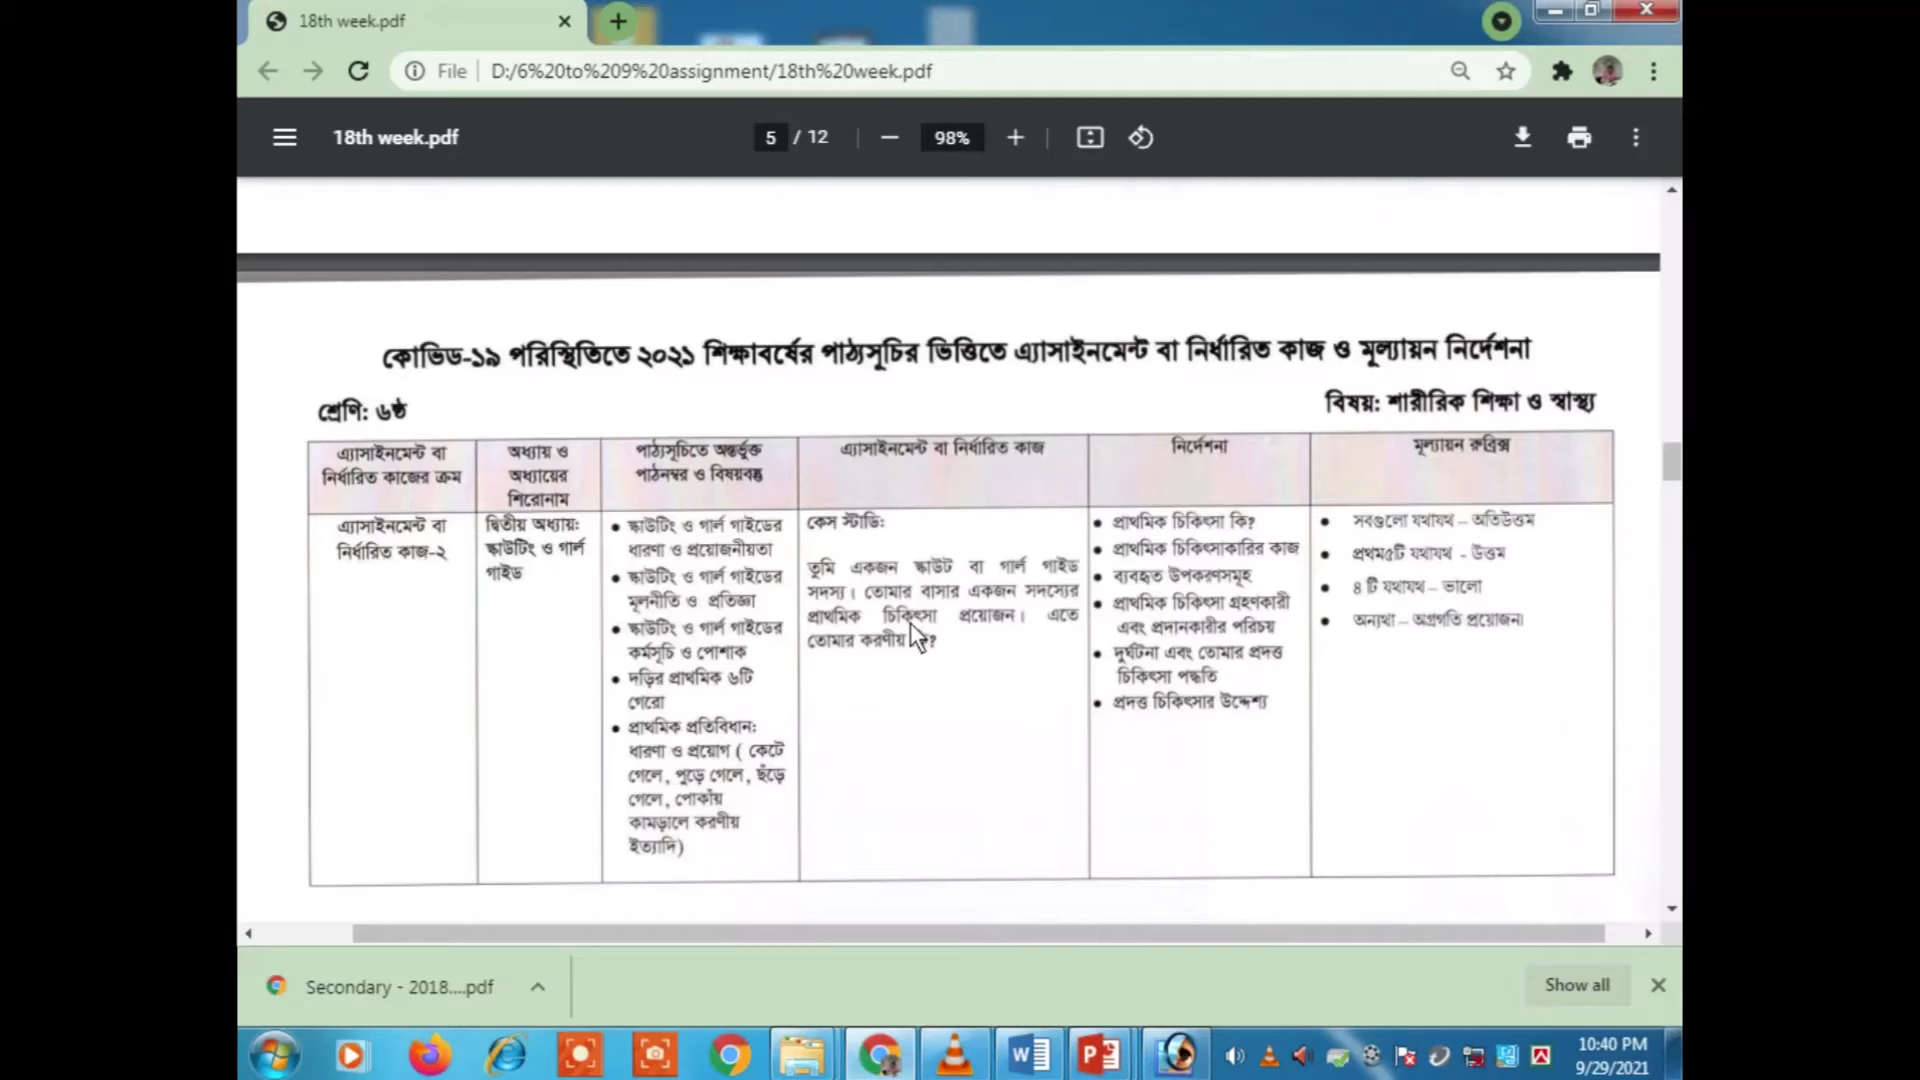 18th week.pdf
File D:/6%20to%209%20assignment/18th%20week.pdf
18th week.pdf
5 / 12
98%
কোভিড-১৯ পরিস্থিতিতে ২০২১ শিক্ষাবর্ষের পাঠ্যসূচির ভিত্তিতে এ্যাসাইনমেন্ট বা নির্ধারিত কাজ ও মূল্যায়ন নির্দেশনা
শ্রেণি: ৬ষ্ঠ
বিষয়: শারীরিক শিক্ষা ও স্বাস্থ্য
এ্যাসাইনমেন্ট বা
নির্ধারিত কাজের ক্রম
অধ্যায় ও
অধ্যায়ের
শিরোনাম
পাঠ্যসূচিতে অন্তর্ভুক্ত
পাঠনম্বর ও বিষয়বস্তু
এ্যাসাইনমেন্ট বা নির্ধারিত কাজ
নির্দেশনা
মূল্যায়ন রুব্রিক্স
এ্যাসাইনমেন্ট বা
নির্ধারিত কাজ-২
দ্বিতীয় অধ্যায়:
স্কাউটিং ও গার্ল
গাইড
• স্কাউটিং ও গার্ল গাইডের
ধারণা ও প্রয়োজনীয়তা
• স্কাউটিং ও গার্ল গাইডের
মূলনীতি ও প্রতিজ্ঞা
• স্কাউটিং ও গার্ল গাইডের
কর্মসূচি ও পোশাক
• দড়ির প্রাথমিক ৬টি
গেরো
• প্রাথমিক প্রতিবিধান:
ধারণা ও প্রয়োগ ( কেটে
গেলে, পুড়ে গেলে, ছঁড়ে
গেলে, পোকাঁয়
কামড়ালে করণীয়
ইত্যাদি)
কেস স্টাডি:
তুমি একজন স্কাউট বা গার্ল গাইড
সদস্য। তোমার বাসার একজন সদস্যের
প্রাথমিক চিকিৎসা প্রয়োজন। এতে
তোমার করণীয় ?
• প্রাথমিক চিকিৎসা কি?
• প্রাথমিক চিকিৎসাকারির কাজ
• ব্যবহৃত উপকরণসমূহ
• প্রাথমিক চিকিৎসা গ্রহণকারী
এবং প্রদানকারীর পরিচয়
• দুর্ঘটনা এবং তোমার প্রদত্ত
চিকিৎসা পদ্ধতি
• প্রদত্ত চিকিৎসার উদ্দেশ্য
• সবগুলো যথাযথ – অতিউত্তম
• প্রথম৫টি যথাযথ - উত্তম
• ৪ টি যথাযথ – ভালো
• অন্যথা – অগ্রগতি প্রয়োজন
Secondary - 2018....pdf
Show all
10:40 PM
9/29/2021